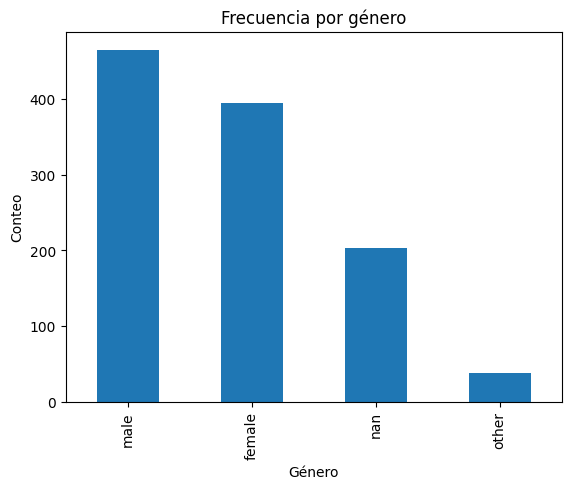 Frecuencia por género
Conteo
400
300
200
100
0
male
female
nan
other
Género